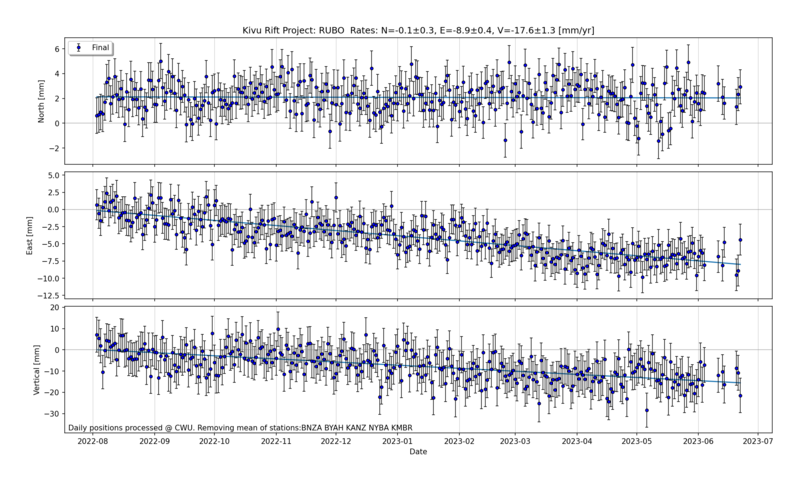 Kivu Rift Project: RUBO Rates: N=-0.1±0.3, E=-8.9±0.4, V=-17.6±1.3 [mm/yr]
Final
6
4
2
0
−2
North [mm]
5.0
2.5
0.0
−2.5
−5.0
−7.5
−10.0
−12.5
East [mm]
20
10
0
−10
−20
−30
Vertical [mm]
Daily positions processed @ CWU. Removing mean of stations:BNZA BYAH KANZ NYBA KMBR
2022-08 2022-09 2022-10 2022-11 2022-12 2023-01 2023-02 2023-03 2023-04 2023-05 2023-06 2023-07
Date